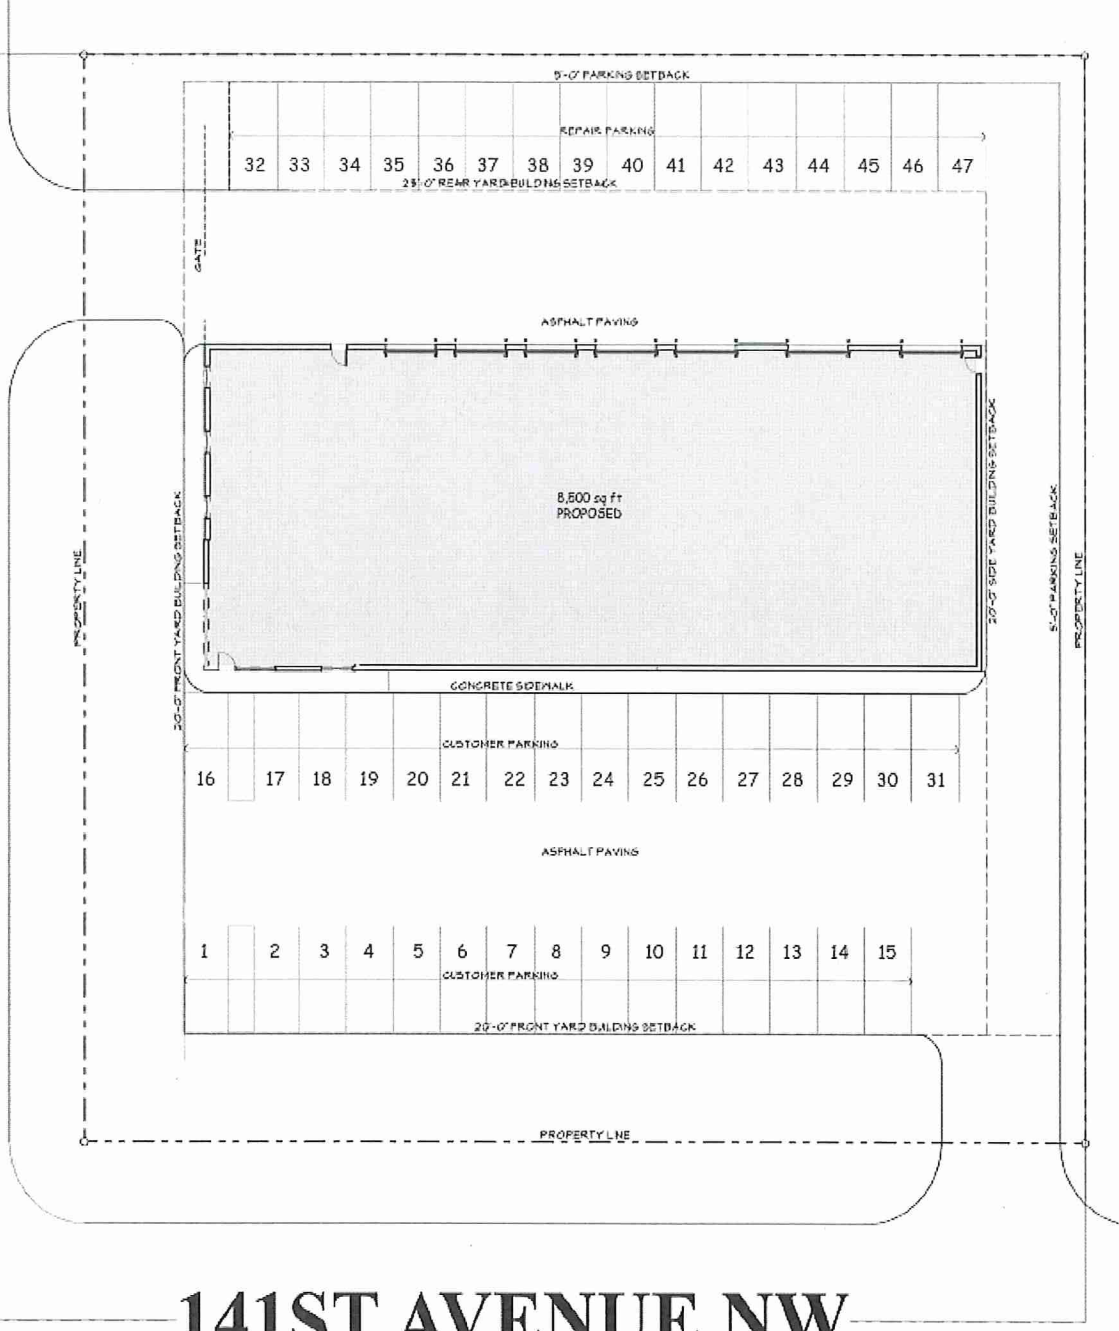 5'-0" PARKING SETBACK
REPAIR PARKING
32 33 34 35 36 37 38 39 40 41 42 43 44 45 46 47
25'-0" REAR YARD BUILDING SETBACK
GATE
ASPHALT PAVING
8,500 sq ft
PROPOSED
PROPERTY LINE
20'-0" FRONT YARD BUILDING SETBACK
20'-0" SIDE YARD BUILDING SETBACK
5'-0" PARKING SETBACK
PROPERTY LINE
CONCRETE SIDEWALK
CUSTOMER PARKING
16 17 18 19 20 21 22 23 24 25 26 27 28 29 30 31
ASPHALT PAVING
1 2 3 4 5 6 7 8 9 10 11 12 13 14 15
CUSTOMER PARKING
20'-0" FRONT YARD BUILDING SETBACK
PROPERTY LINE
141ST AVENUE NW